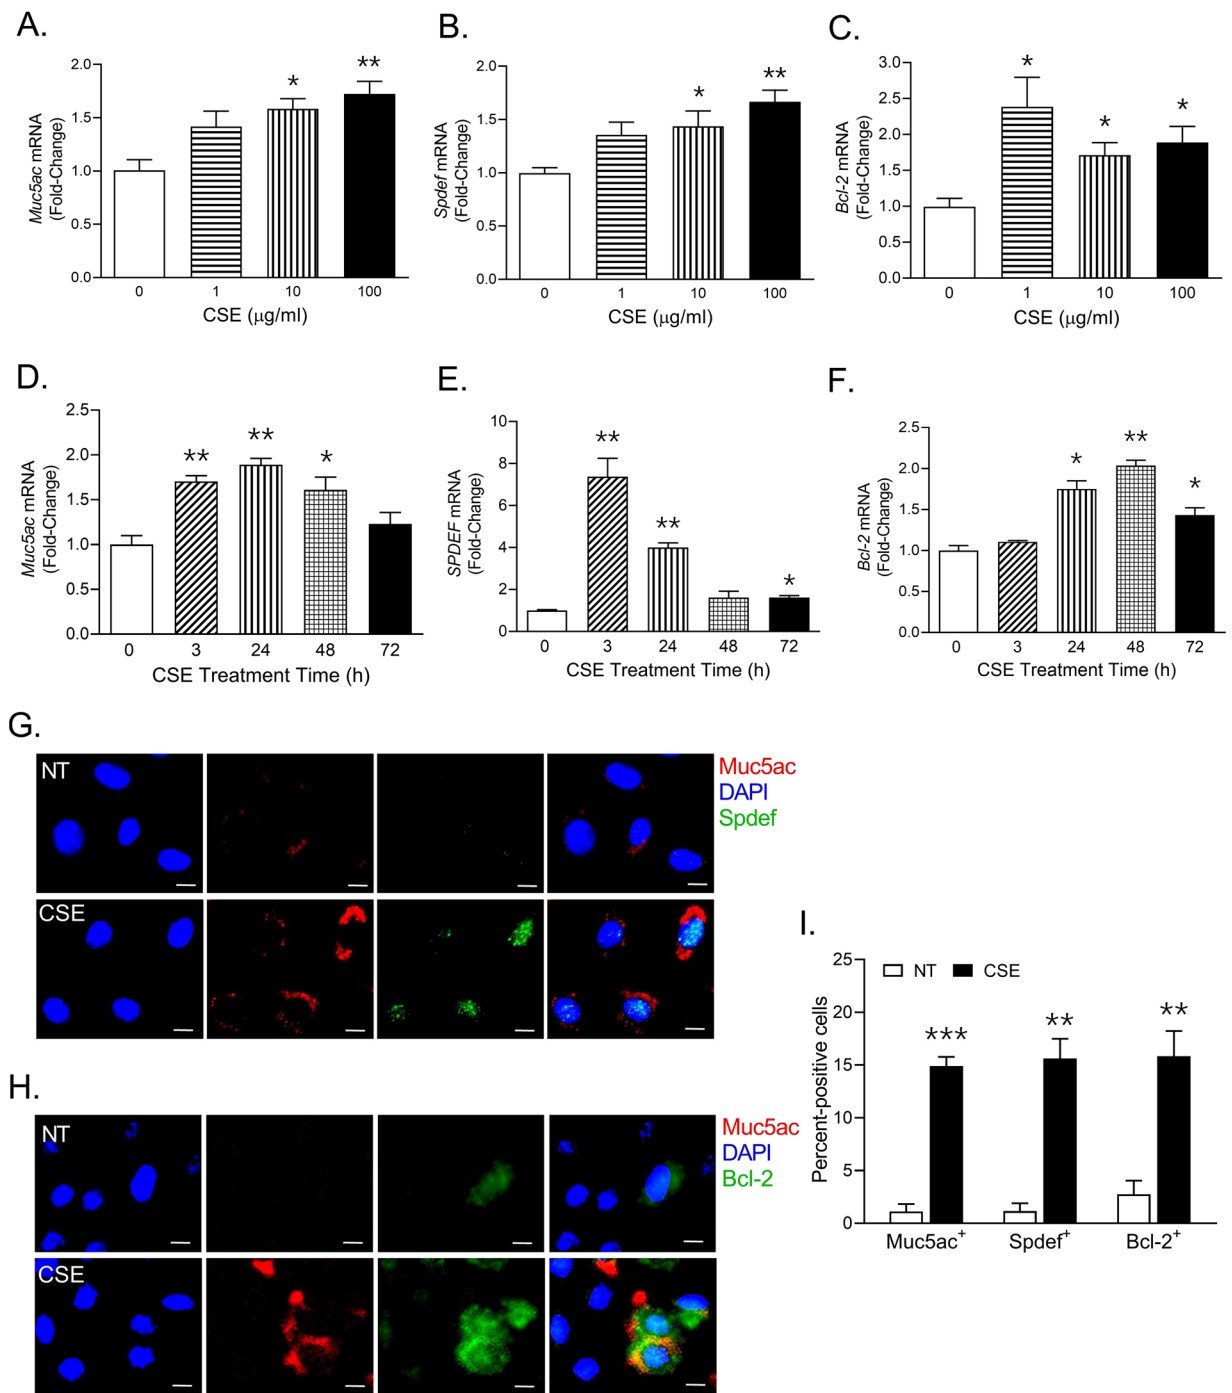 A.
Muc5ac mRNA
(Fold-Change)
2.0
1.5
1.0
0.5
0.0
*
**
0
1
10
100
CSE (μg/ml)
B.
Spdef mRNA
(Fold-Change)
2.0
1.5
1.0
0.5
0.0
*
**
0
1
10
100
CSE (μg/ml)
C.
Bcl-2 mRNA
(Fold-Change)
3.0
2.5
2.0
1.5
1.0
0.5
0.0
*
*
*
0
1
10
100
CSE (μg/ml)
D.
Muc5ac mRNA
(Fold-Change)
2.5
2.0
1.5
1.0
0.5
0.0
**
**
*
0
3
24
48
72
CSE Treatment Time (h)
E.
SPDEF mRNA
(Fold-Change)
10
8
6
4
2
0
**
**
*
0
3
24
48
72
CSE Treatment Time (h)
F.
Bcl-2 mRNA
(Fold-Change)
2.5
2.0
1.5
1.0
0.5
0.0
*
**
*
0
3
24
48
72
CSE Treatment Time (h)
G.
NT
CSE
Muc5ac
DAPI
Spdef
H.
NT
CSE
Muc5ac
DAPI
Bcl-2
I.
Percent-positive cells
25
20
15
10
5
0
NT
CSE
***
**
**
Muc5ac+
Spdef+
Bcl-2+